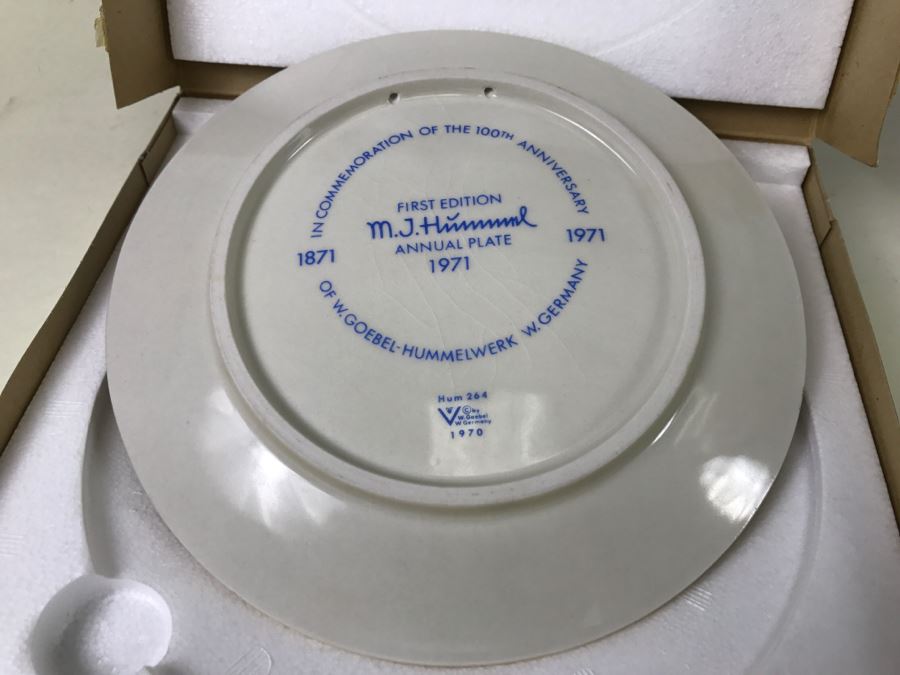 IN COMMEMORATION OF THE 100TH ANNIVERSARY
1871 1971
OF W. GOEBEL-HUMMELWERK W. GERMANY
FIRST EDITION
M.J. Hummel
ANNUAL PLATE
1971
Hum 264
© by
W. Goebel
W. Germany
1970